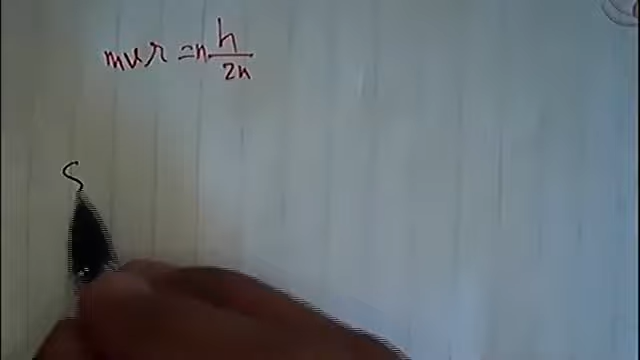 mvr = n h/2π
S